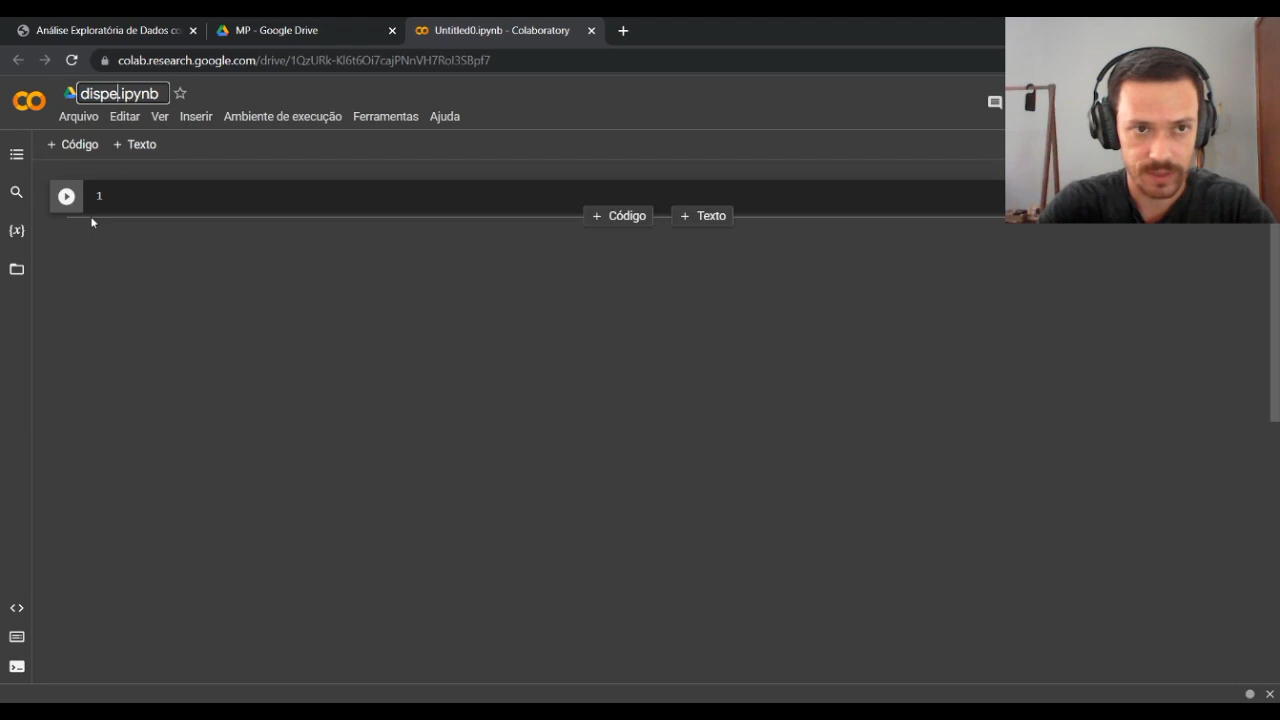 Análise Exploratória de Dados co
MP - Google Drive
Untitled0.ipynb - Colaboratory
colab.research.google.com/drive/1QzURk-Kl6t6Oi7cajPNnVH7RoI3SBpf7
dispe.ipynb
Arquivo Editar Ver Inserir Ambiente de execução Ferramentas Ajuda
+ Código + Texto
1
+ Código + Texto